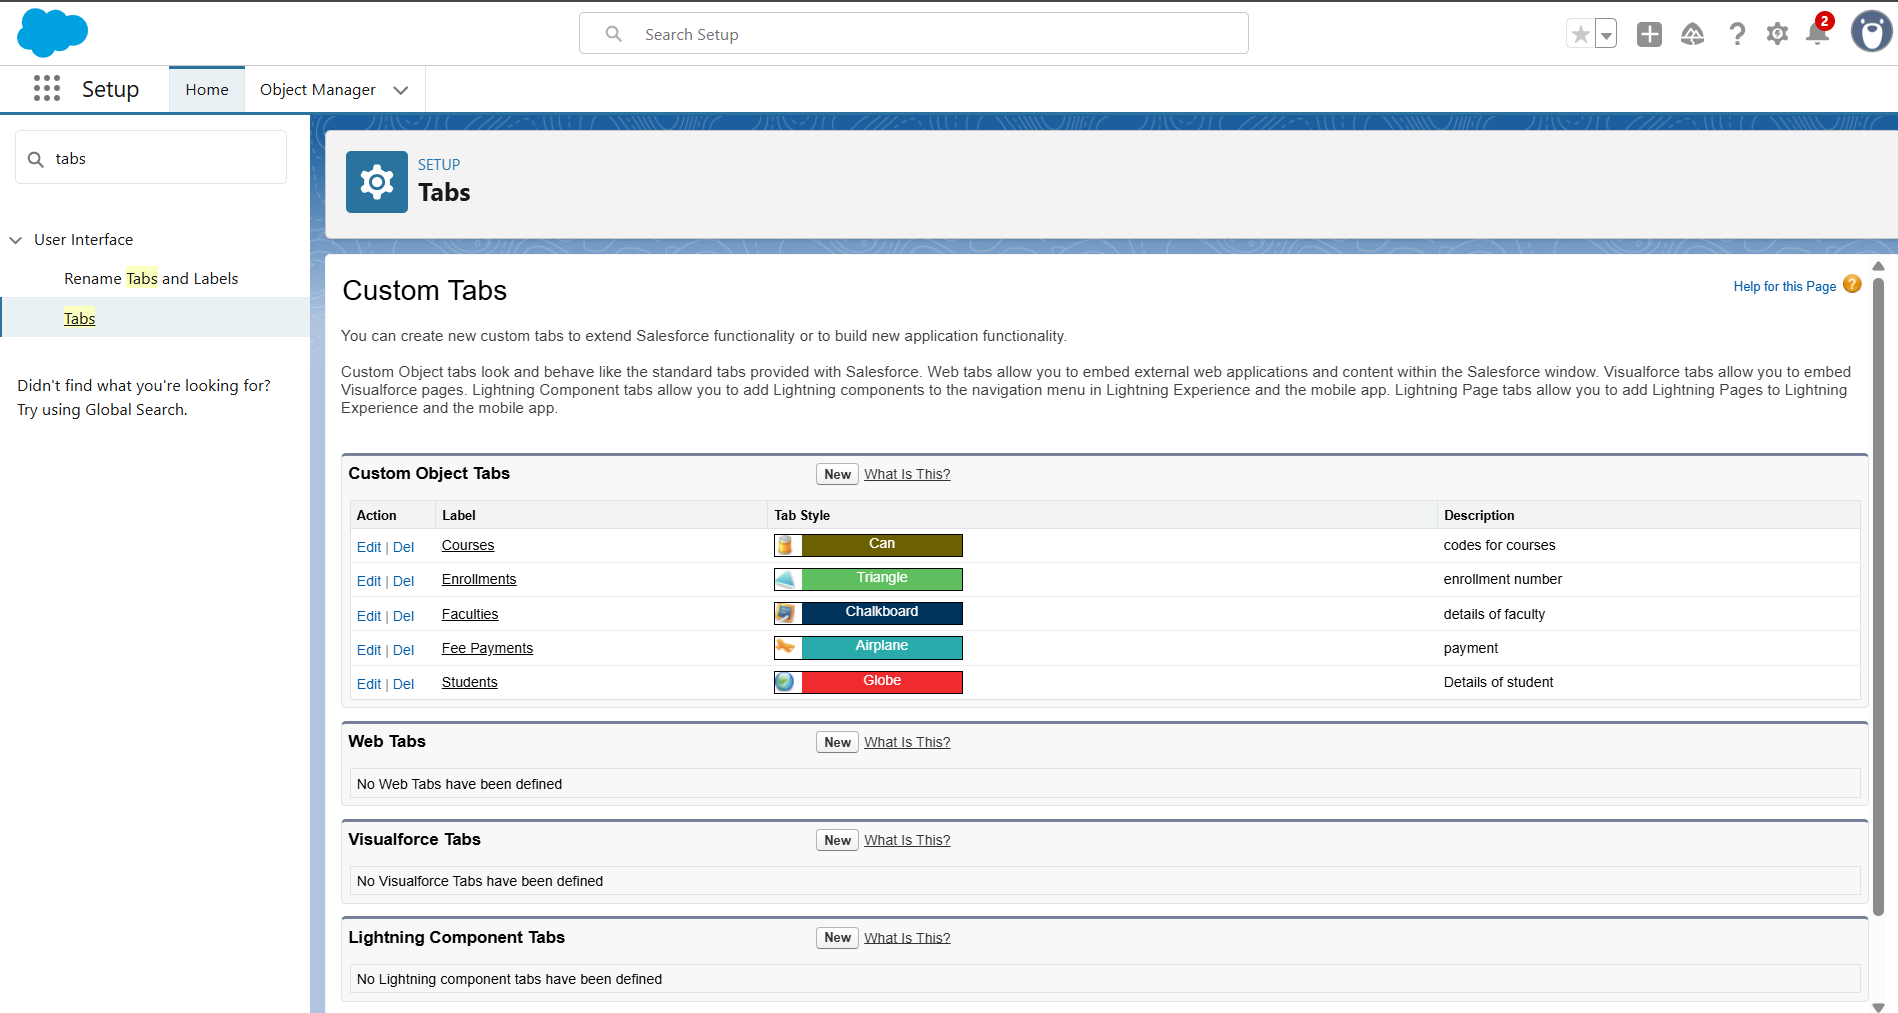 Search Setup
2
Setup
Home
Object Manager
tabs
User Interface
Rename Tabs and Labels
Tabs
Didn't find what you're looking for?
Try using Global Search.
SETUP
Tabs
Custom Tabs
Help for this Page ?
You can create new custom tabs to extend Salesforce functionality or to build new application functionality.
Custom Object tabs look and behave like the standard tabs provided with Salesforce. Web tabs allow you to embed external web applications and content within the Salesforce window. Visualforce tabs allow you to embed
Visualforce pages. Lightning Component tabs allow you to add Lightning components to the navigation menu in Lightning Experience and the mobile app. Lightning Page tabs allow you to add Lightning Pages to Lightning
Experience and the mobile app.
Custom Object Tabs New What Is This?
Action Label Tab Style Description
Edit | Del Courses Can codes for courses
Edit | Del Enrollments Triangle enrollment number
Edit | Del Faculties Chalkboard details of faculty
Edit | Del Fee Payments Airplane payment
Edit | Del Students Globe Details of student
Web Tabs New What Is This?
No Web Tabs have been defined
Visualforce Tabs New What Is This?
No Visualforce Tabs have been defined
Lightning Component Tabs New What Is This?
No Lightning component tabs have been defined